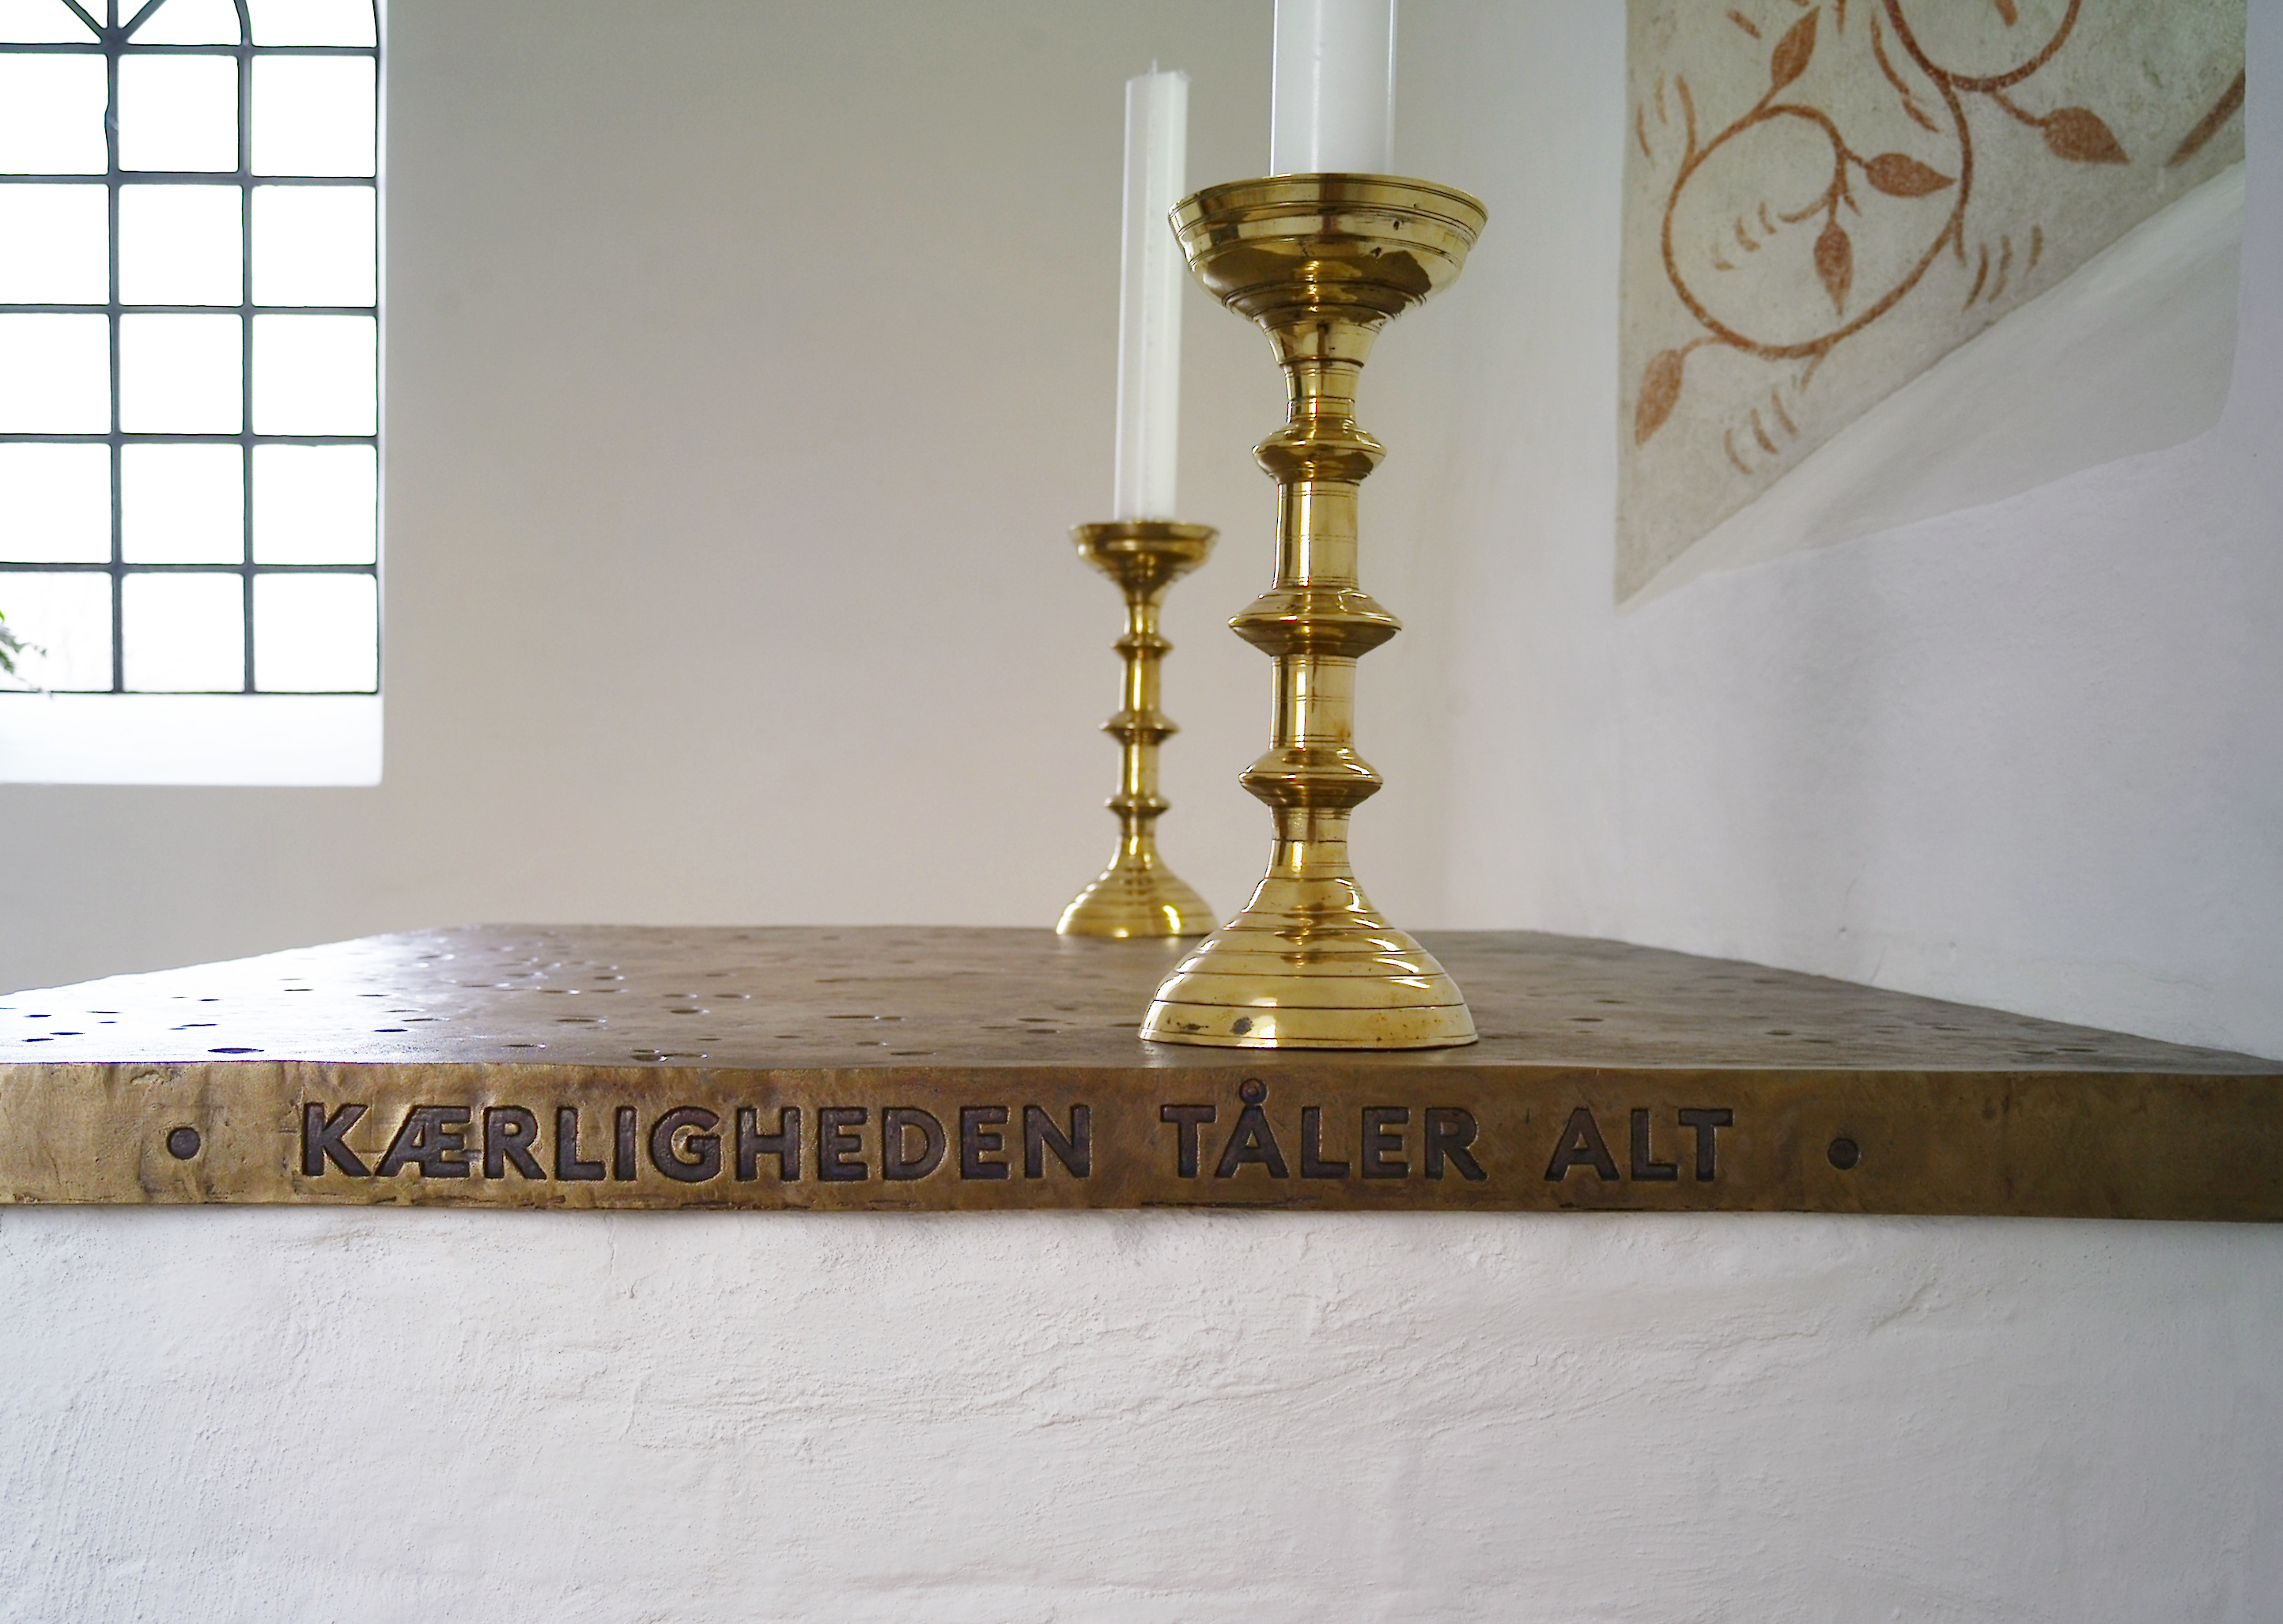 • KÆRLIGHEDEN TÅLER ALT •